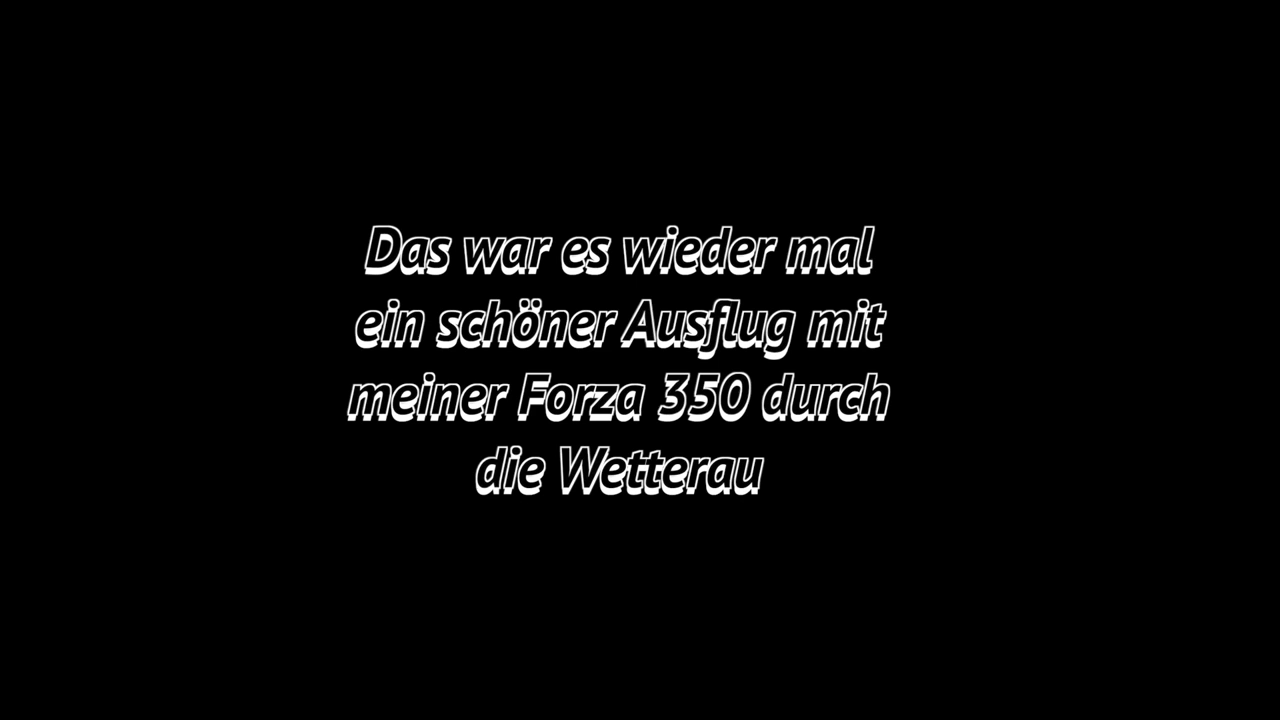 Das war es wieder mal
ein schöner Ausflug mit
meiner Forza 350 durch
die Wetterau